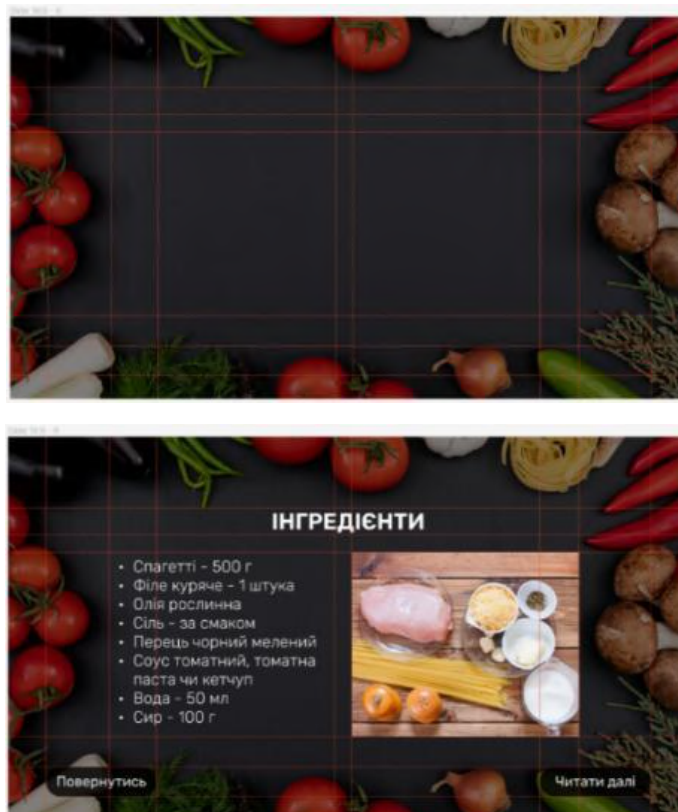 ІНГРЕДІЄНТИ
• Спагетті - 500 г
• Філе куряче - 1 штука
• Олія рослинна
• Сіль - за смаком
• Перець чорний мелений
• Соус томатний, томатна
паста чи кетчуп
• Вода - 50 мл
• Сир - 100 г
Повернутись
Читати далі